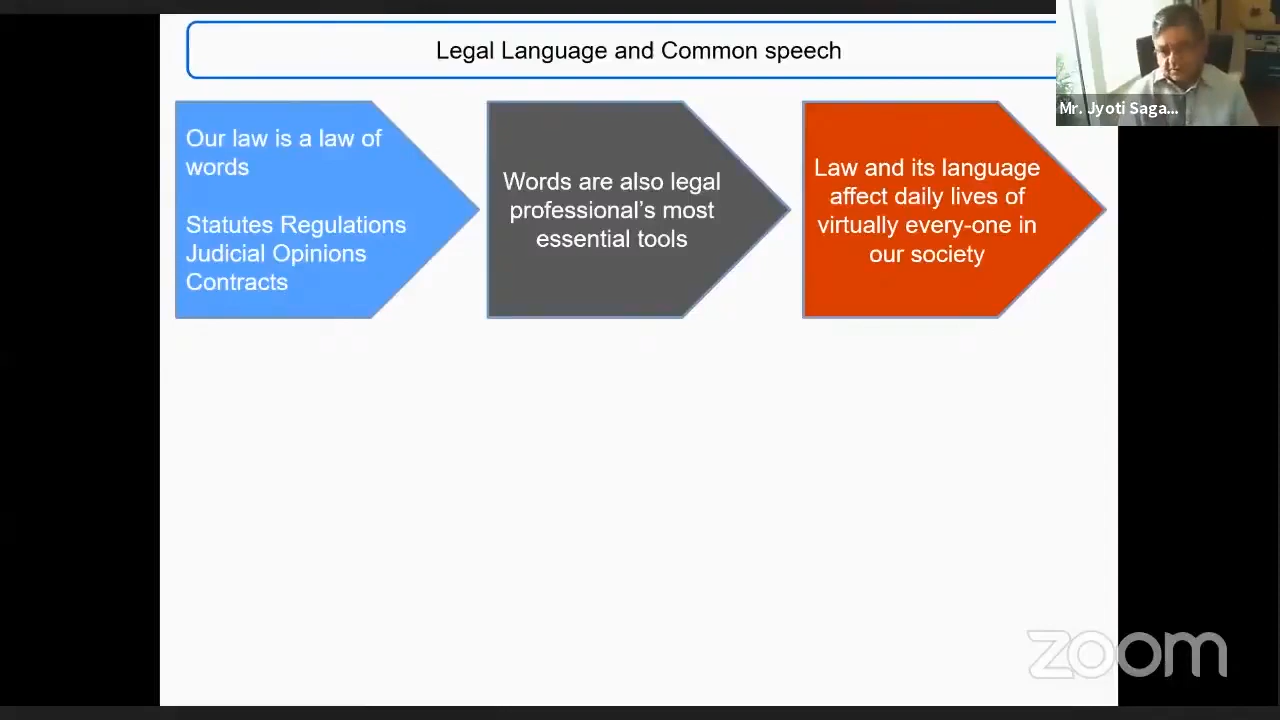 Legal Language and Common speech
Mr. Jyoti Saga...
Our law is a law of
words
Statutes Regulations
Judicial Opinions
Contracts
Words are also legal
professional's most
essential tools
Law and its language
affect daily lives of
virtually every-one in
our society
zoom